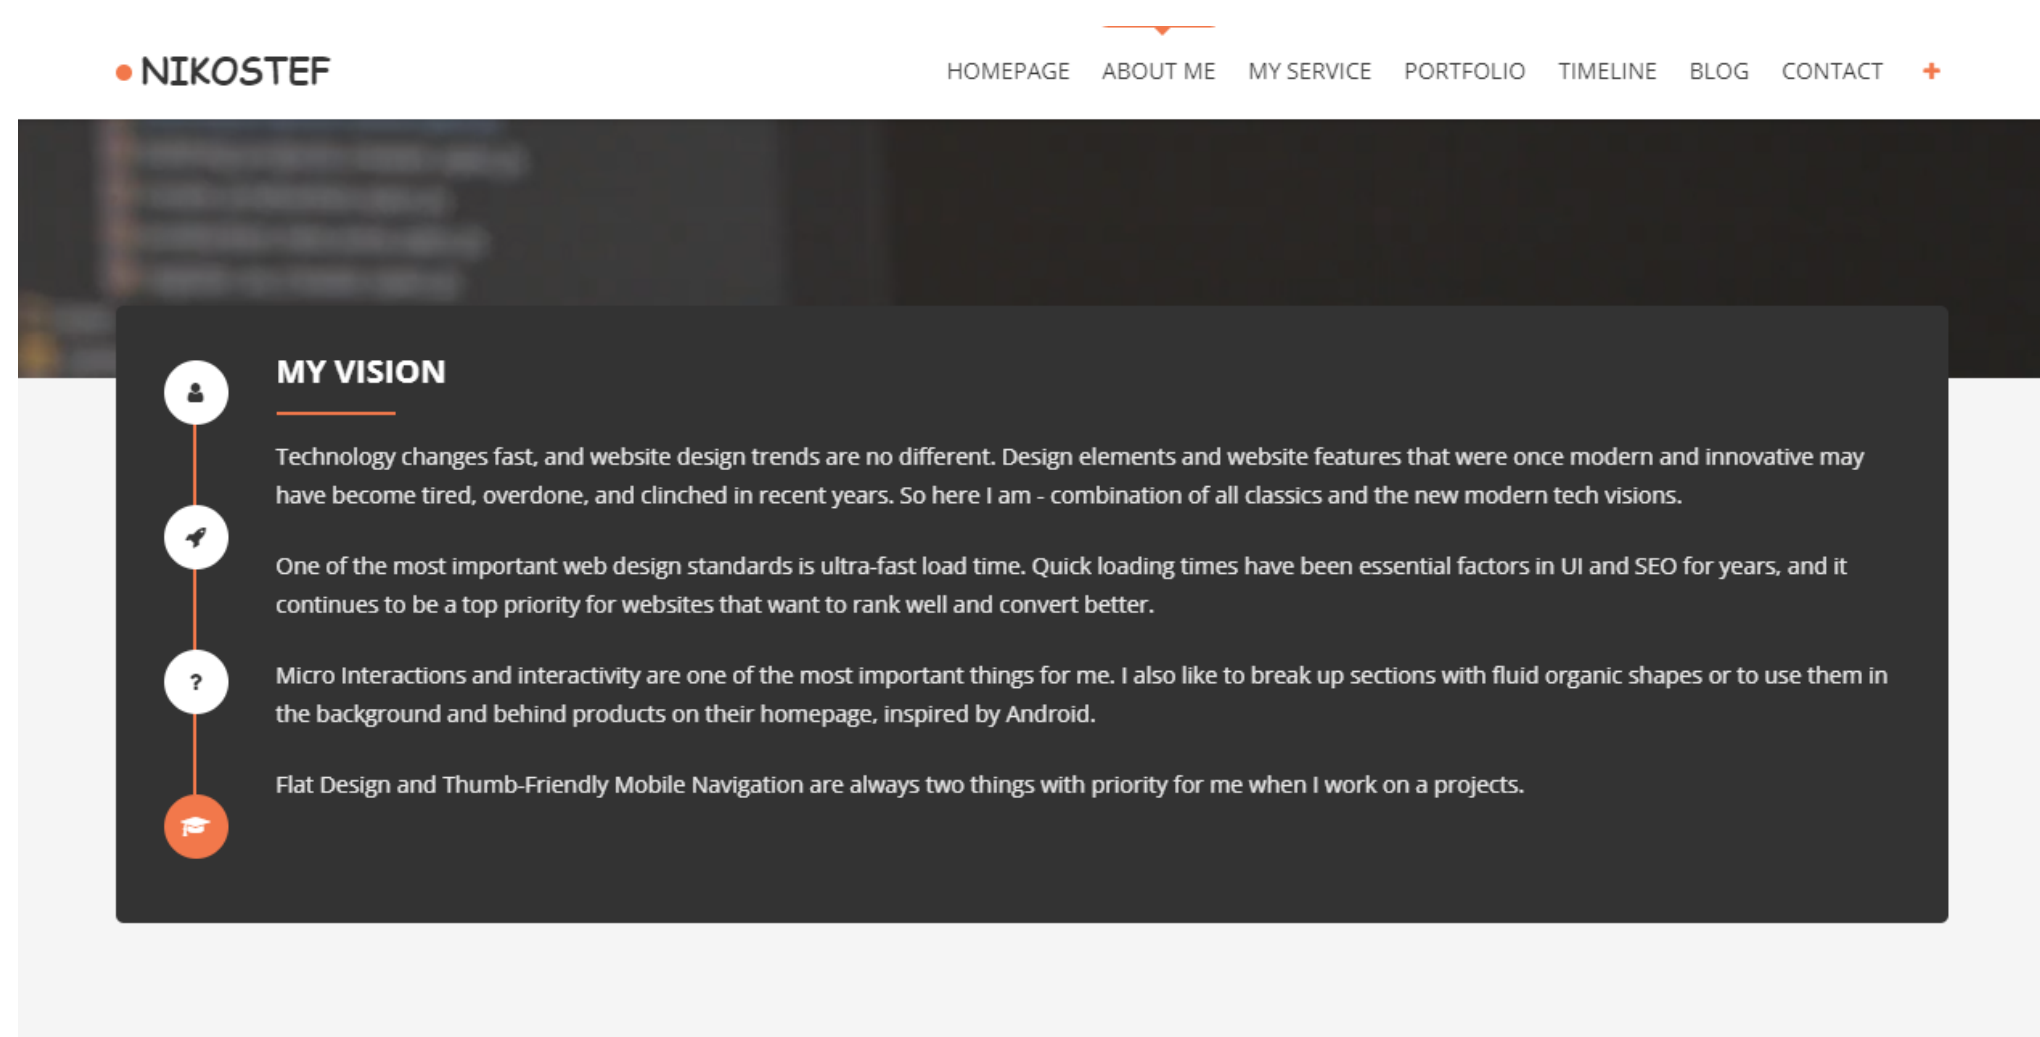 NIKOSTEF
HOMEPAGE ABOUT ME MY SERVICE PORTFOLIO TIMELINE BLOG CONTACT +
MY VISION
Technology changes fast, and website design trends are no different. Design elements and website features that were once modern and innovative may
have become tired, overdone, and clinched in recent years. So here I am - combination of all classics and the new modern tech visions.
One of the most important web design standards is ultra-fast load time. Quick loading times have been essential factors in UI and SEO for years, and it
continues to be a top priority for websites that want to rank well and convert better.
?
Micro Interactions and interactivity are one of the most important things for me. I also like to break up sections with fluid organic shapes or to use them in
the background and behind products on their homepage, inspired by Android.
Flat Design and Thumb-Friendly Mobile Navigation are always two things with priority for me when I work on a projects.